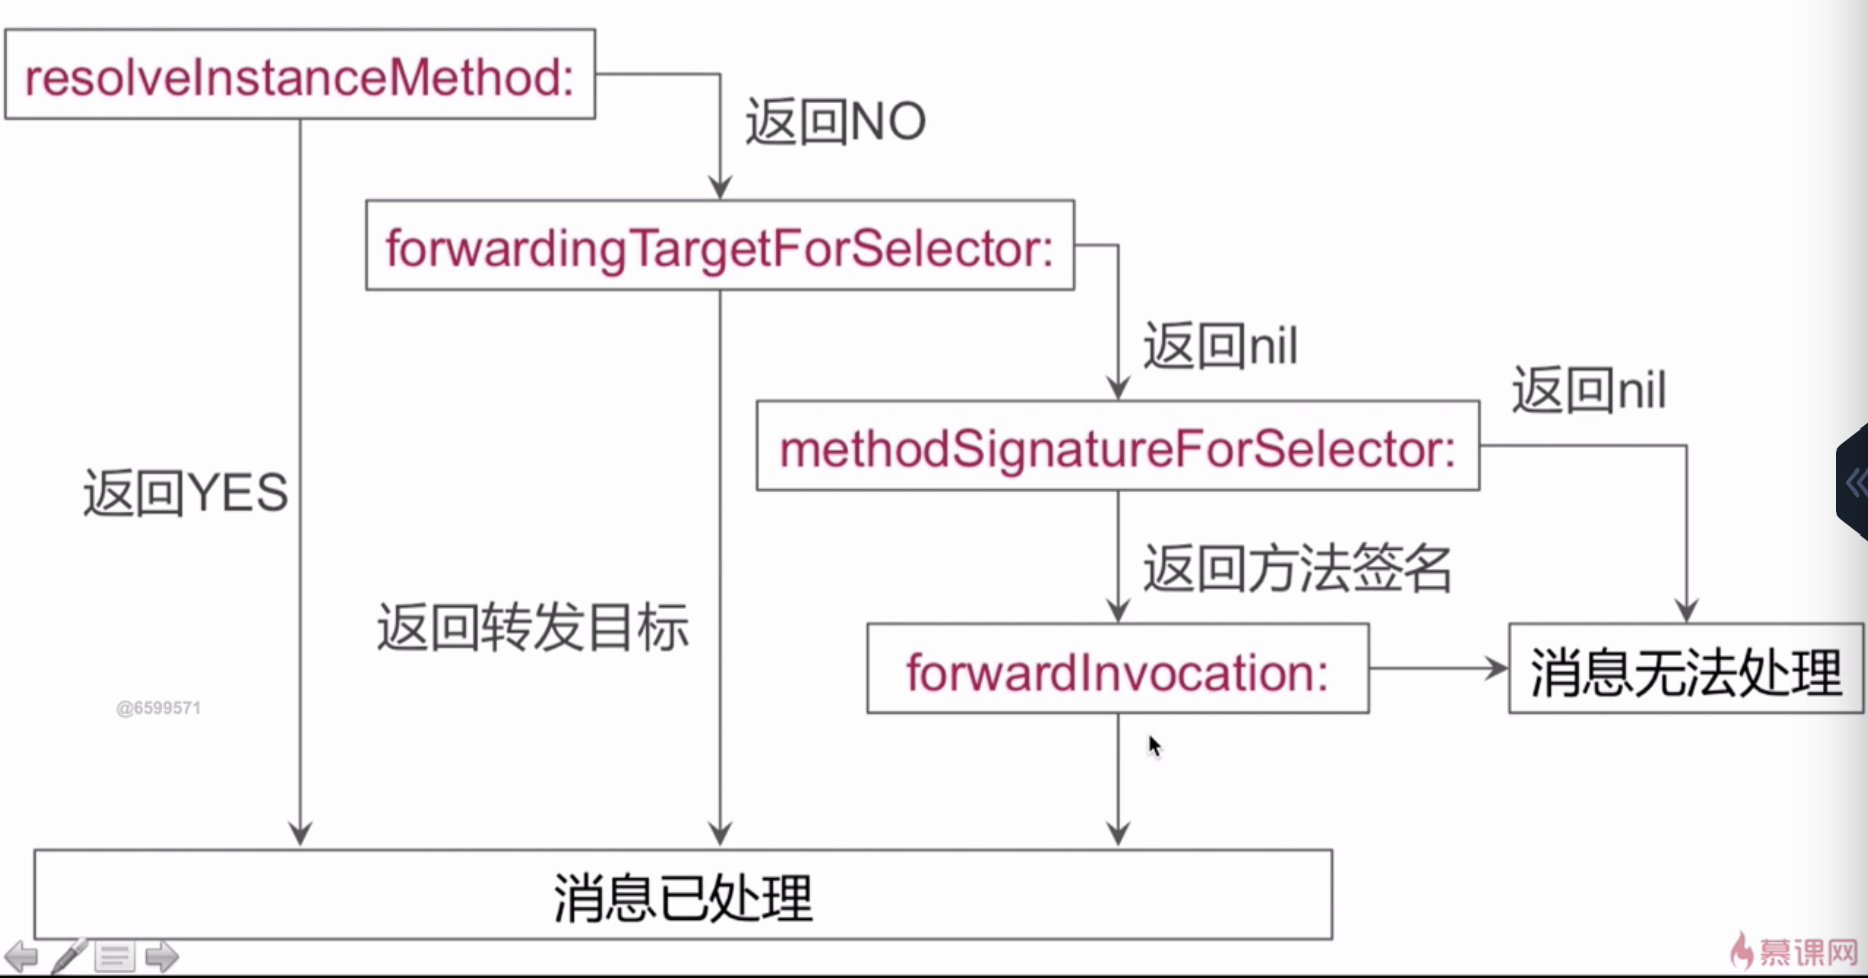 resolveInstanceMethod:
返回NO
forwardingTargetForSelector:
返回nil
返回nil
methodSignatureForSelector:
返回YES
返回方法签名
返回转发目标
forwardInvocation:
消息无法处理
@6599571
消息已处理
慕课网